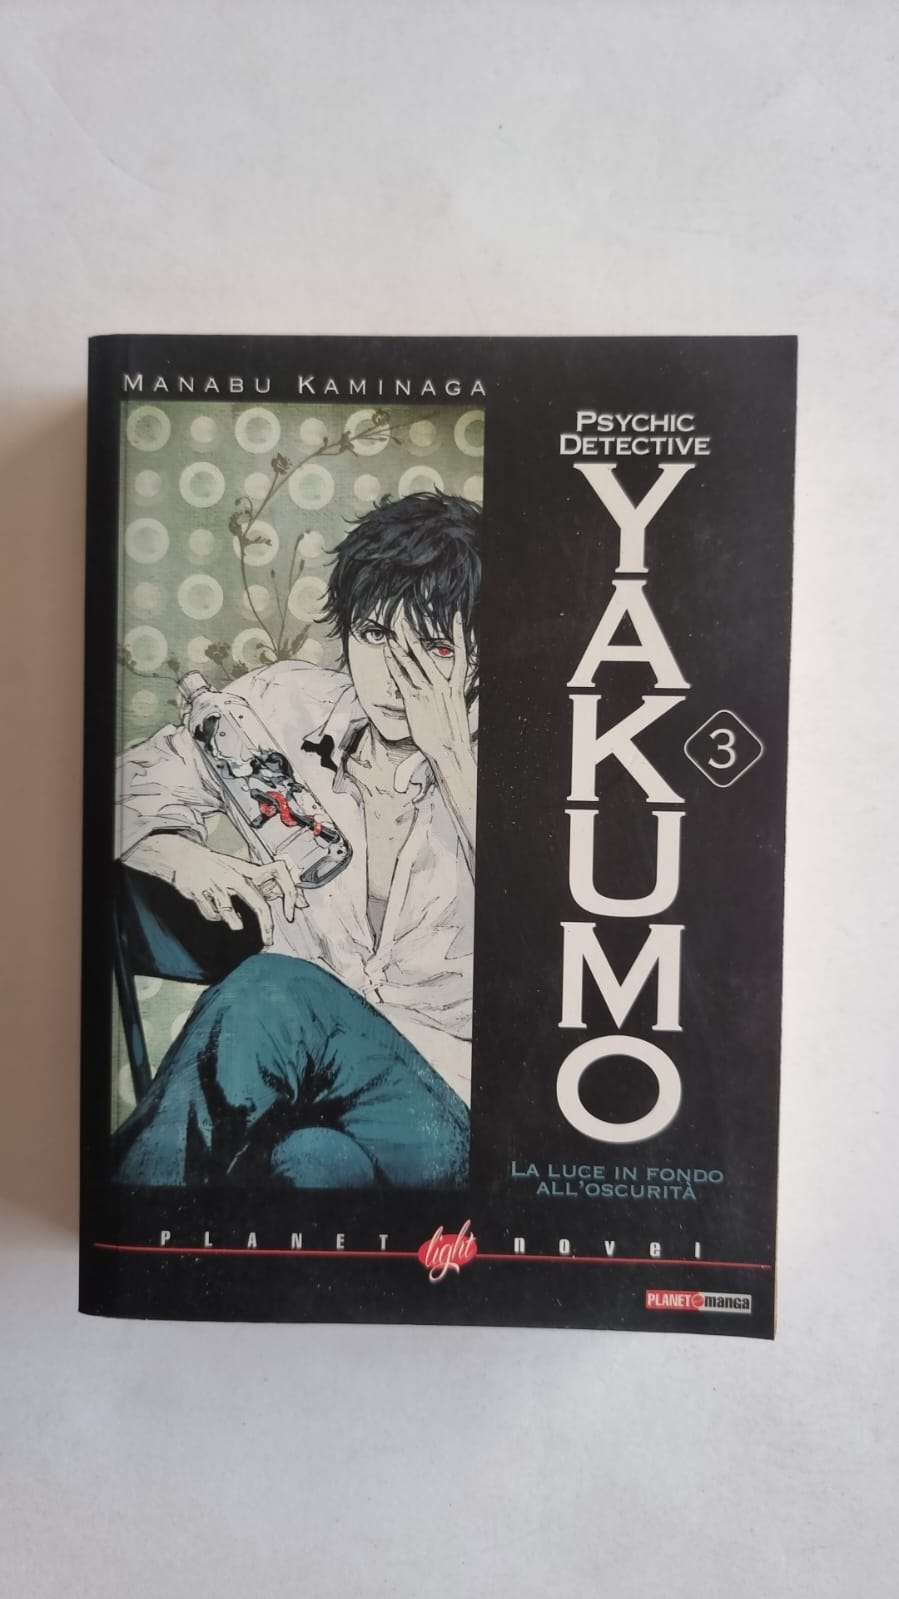 MANABU KAMINAGA
PSYCHIC
DETECTIVE
YAKUMO
3
LA LUCE IN FONDO
ALL'OSCURITÀ
PLANET light novel
PLANET manga